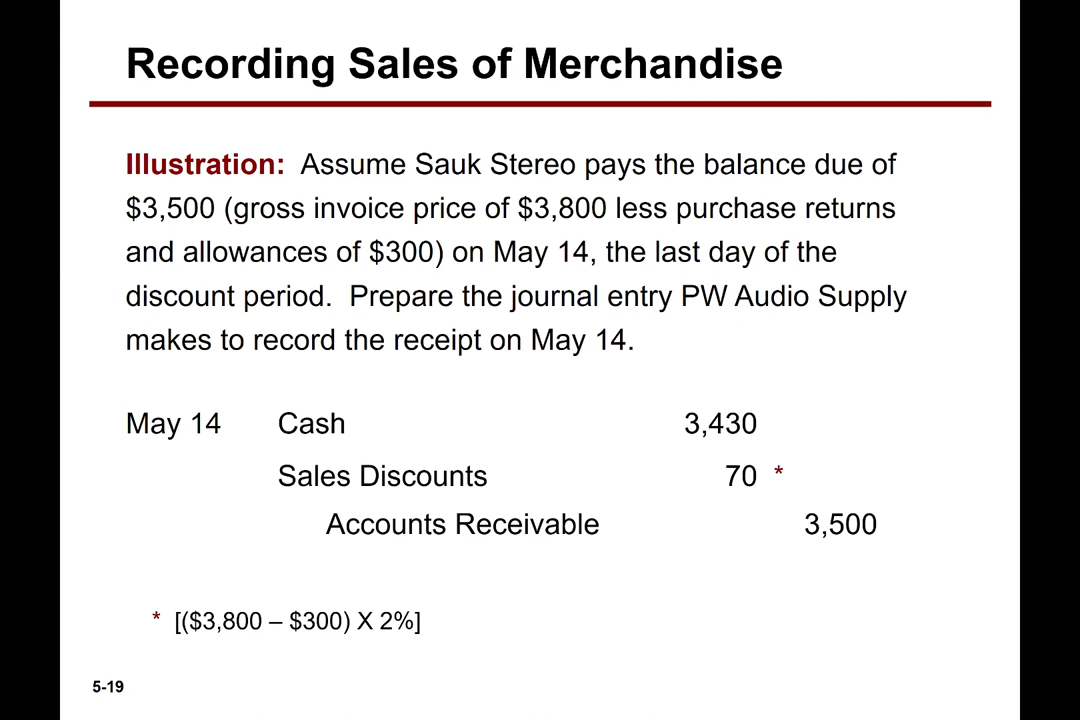 Recording Sales of Merchandise
Illustration: Assume Sauk Stereo pays the balance due of
$3,500 (gross invoice price of $3,800 less purchase returns
and allowances of $300) on May 14, the last day of the
discount period. Prepare the journal entry PW Audio Supply
makes to record the receipt on May 14.
May 14 Cash 3,430
Sales Discounts 70 *
Accounts Receivable 3,500
* [($3,800 – $300) X 2%]
5-19